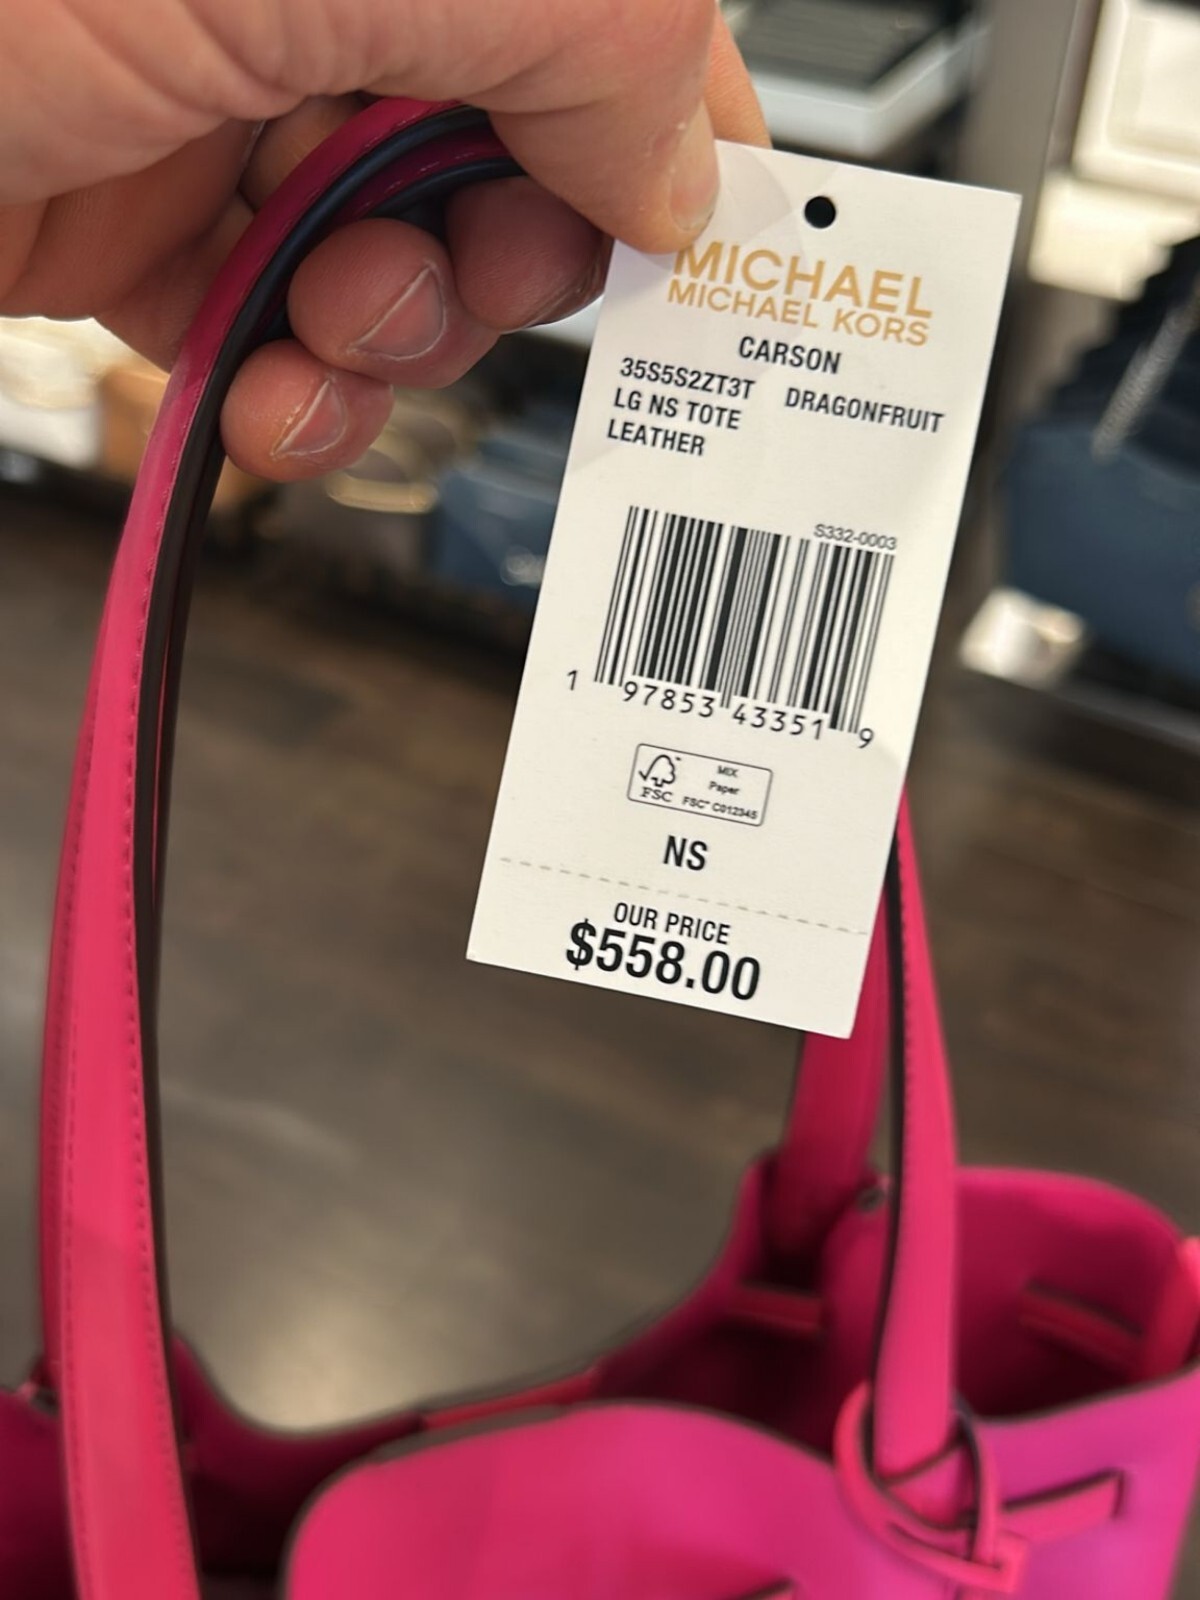 MICHAEL
MICHAEL KORS
CARSON
35S5S2ZT3T DRAGONFRUIT
LG NS TOTE
LEATHER
S332-0003
1 97853 43351 9
FSC
MIX
Paper
FSC™ C012345
NS
OUR PRICE
$558.00